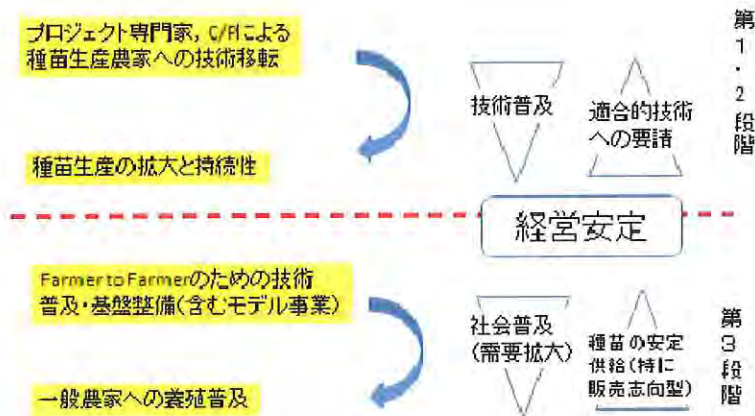 プロジェクト専門家，C/Pによる
種苗生産農家への技術移転
種苗生産の拡大と持続性
技術普及
適合的技術
への要請
第1・2段階
経営安定
Farmer to Farmerのための技術
普及・基盤整備(含むモデル事業)
一般農家への養殖普及
社会普及
(需要拡大)
種苗の安定
供給(特に
販売志向型)
第3段階